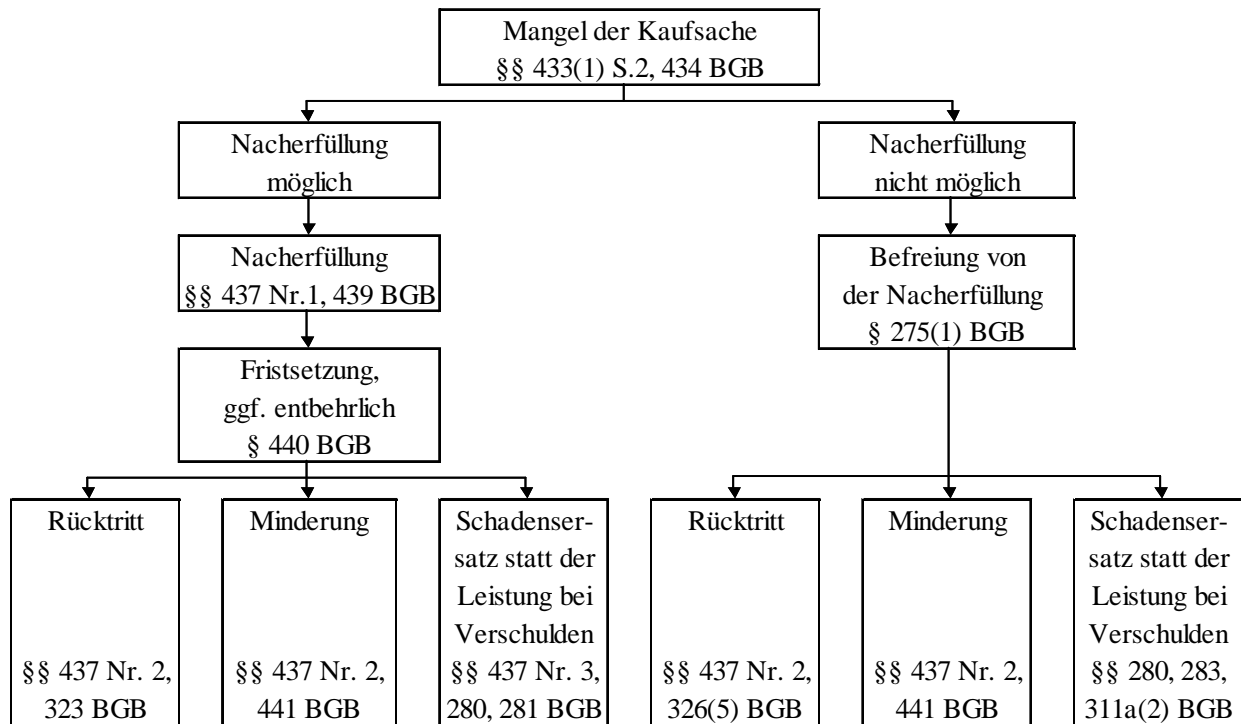 Mangel der Kaufsache
§§ 433(1) S.2, 434 BGB
Nacherfüllung
möglich
Nacherfüllung
nicht möglich
Nacherfüllung
§§ 437 Nr.1, 439 BGB
Befreiung von
der Nacherfüllung
§ 275(1) BGB
Fristsetzung,
ggf. entbehrlich
§ 440 BGB
Rücktritt
§§ 437 Nr. 2,
323 BGB
Minderung
§§ 437 Nr. 2,
441 BGB
Schadenser-
satz statt der
Leistung bei
Verschulden
§§ 437 Nr. 3,
280, 281 BGB
Rücktritt
§§ 437 Nr. 2,
326(5) BGB
Minderung
§§ 437 Nr. 2,
441 BGB
Schadenser-
satz statt der
Leistung bei
Verschulden
§§ 280, 283,
311a(2) BGB